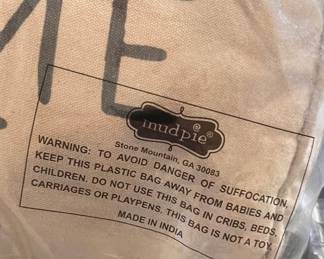 ME
mudpie®
Stone Mountain, GA 30083
WARNING: TO AVOID DANGER OF SUFFOCATION,
KEEP THIS PLASTIC BAG AWAY FROM BABIES AND
CHILDREN. DO NOT USE THIS BAG IN CRIBS, BEDS,
CARRIAGES OR PLAYPENS. THIS BAG IS NOT A TOY.
MADE IN INDIA